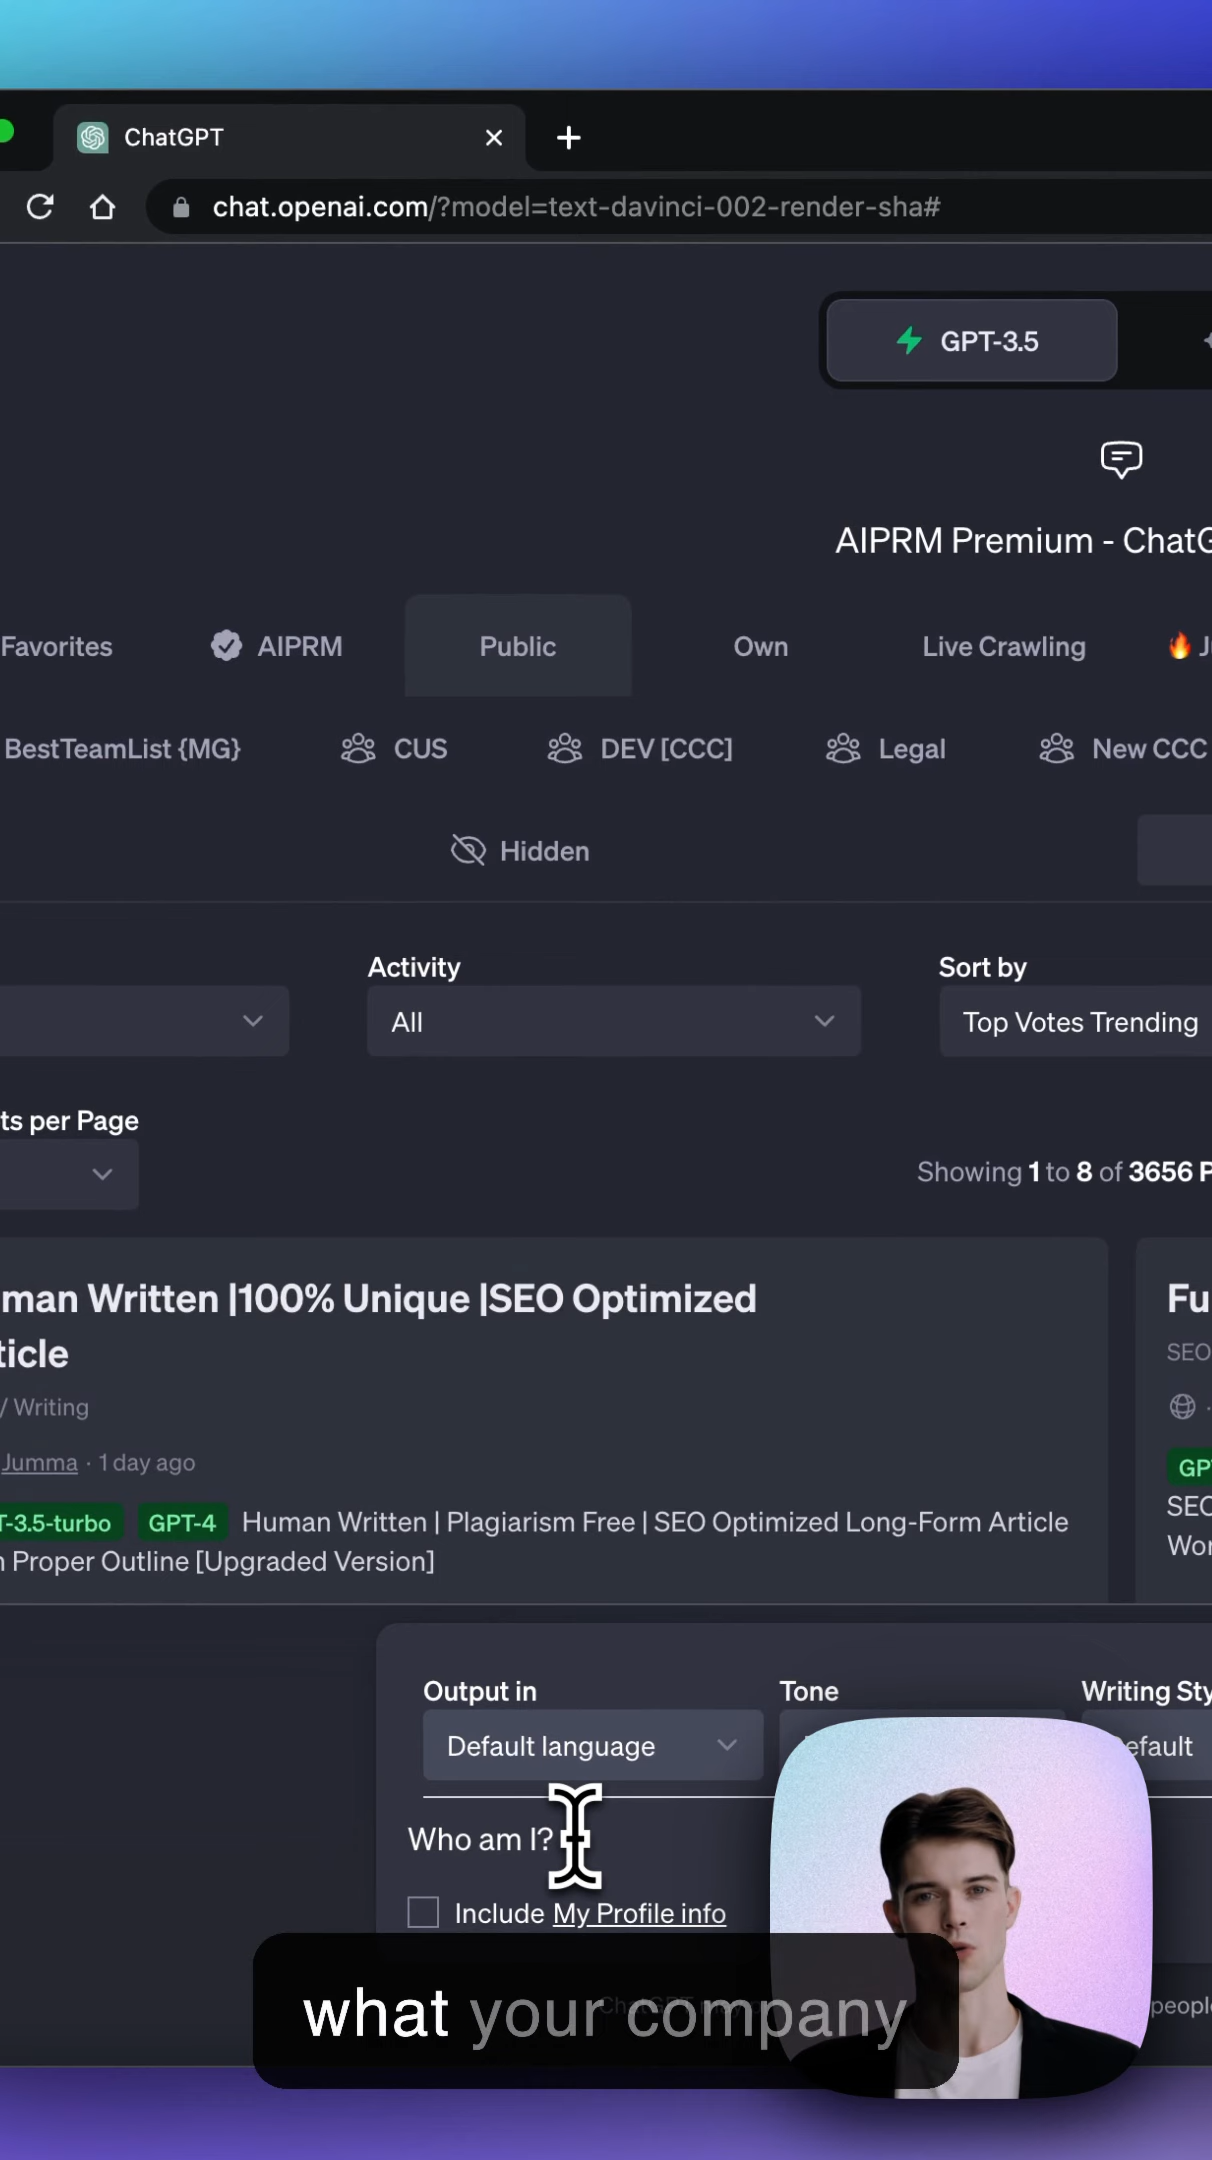 ChatGPT
chat.openai.com/?model=text-davinci-002-render-sha#
GPT-3.5
AIPRM Premium - ChatG
Favorites AIPRM Public Own Live Crawling
BestTeamList {MG} CUS DEV [CCC] Legal New CCC
Hidden
Activity Sort by
All Top Votes Trending
ts per Page
Showing 1 to 8 of 3656 P
man Written |100% Unique |SEO Optimized Fu
ticle SEO
/ Writing
Jumma · 1 day ago
T-3.5-turbo GPT-4 Human Written | Plagiarism Free | SEO Optimized Long-Form Article GP
n Proper Outline [Upgraded Version] SEO
Wor
Output in Tone Writing Sty
Default language efault
Who am I?
Include My Profile info
what your company
people